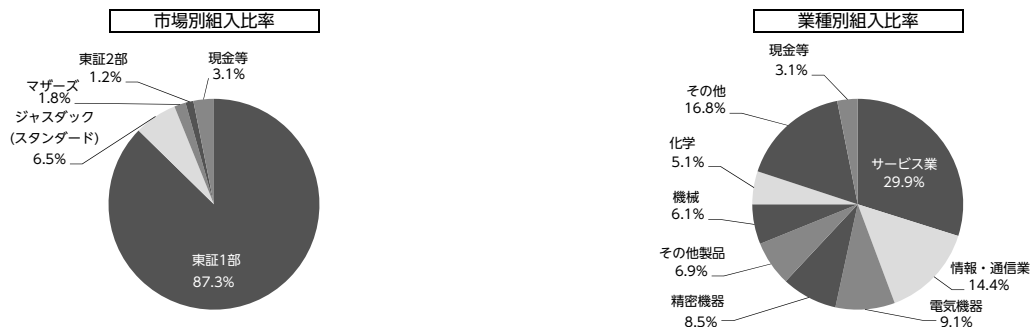 市場別組入比率
東証2部
1.2%
現金等
3.1%
マザーズ
1.8%
ジャスダック
(スタンダード)
6.5%
東証1部
87.3%
業種別組入比率
現金等
3.1%
その他
16.8%
化学
5.1%
サービス業
29.9%
機械
6.1%
その他製品
6.9%
情報・通信業
14.4%
精密機器
8.5%
電気機器
9.1%